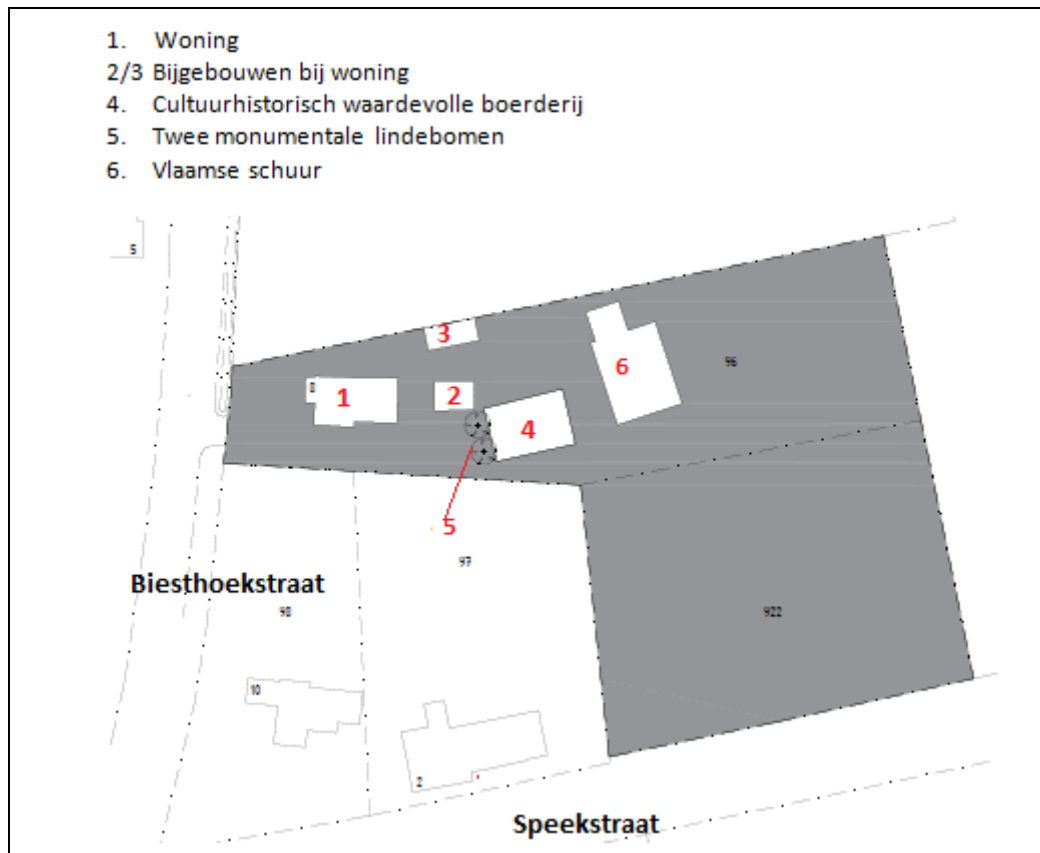 1. Woning
2/3 Bijgebouwen bij woning
4. Cultuurhistorisch waardevolle boerderij
5. Twee monumentale lindebomen
6. Vlaamse schuur
5
3
6
96
8
1
2
4
5
97
Biesthoekstraat
98
922
10
2
Speekstraat